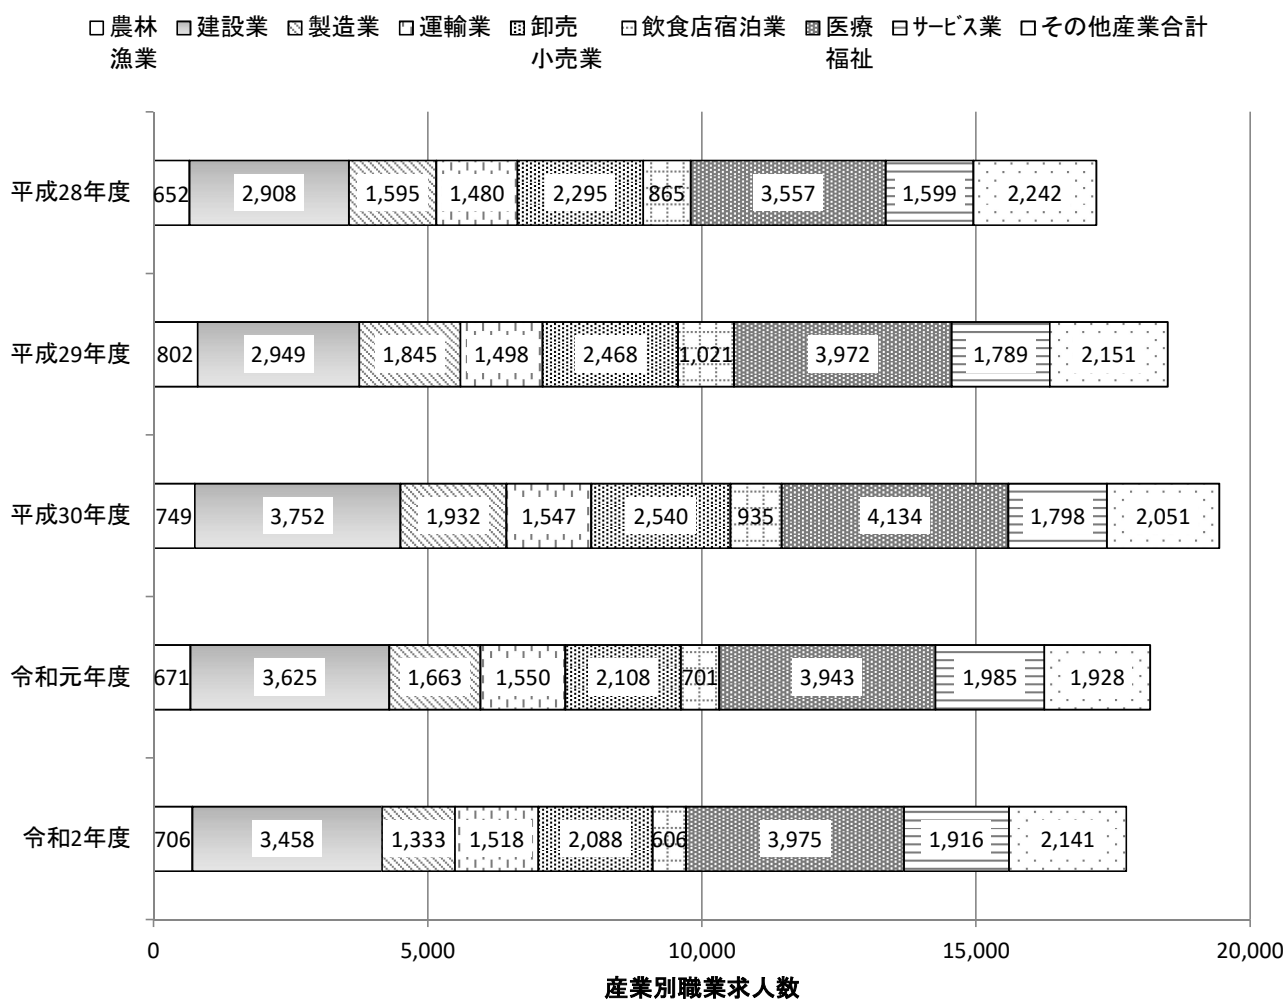 農林 建設業 製造業 運輸業 卸売 飲食店宿泊業 医療 サービス業 その他産業合計
漁業 小売業 福祉
平成28年度 652 2,908 1,595 1,480 2,295 865 3,557 1,599 2,242
平成29年度 802 2,949 1,845 1,498 2,468 1,021 3,972 1,789 2,151
平成30年度 749 3,752 1,932 1,547 2,540 935 4,134 1,798 2,051
令和元年度 671 3,625 1,663 1,550 2,108 701 3,943 1,985 1,928
令和2年度 706 3,458 1,333 1,518 2,088 606 3,975 1,916 2,141
0 5,000 10,000 15,000 20,000
産業別職業求人数